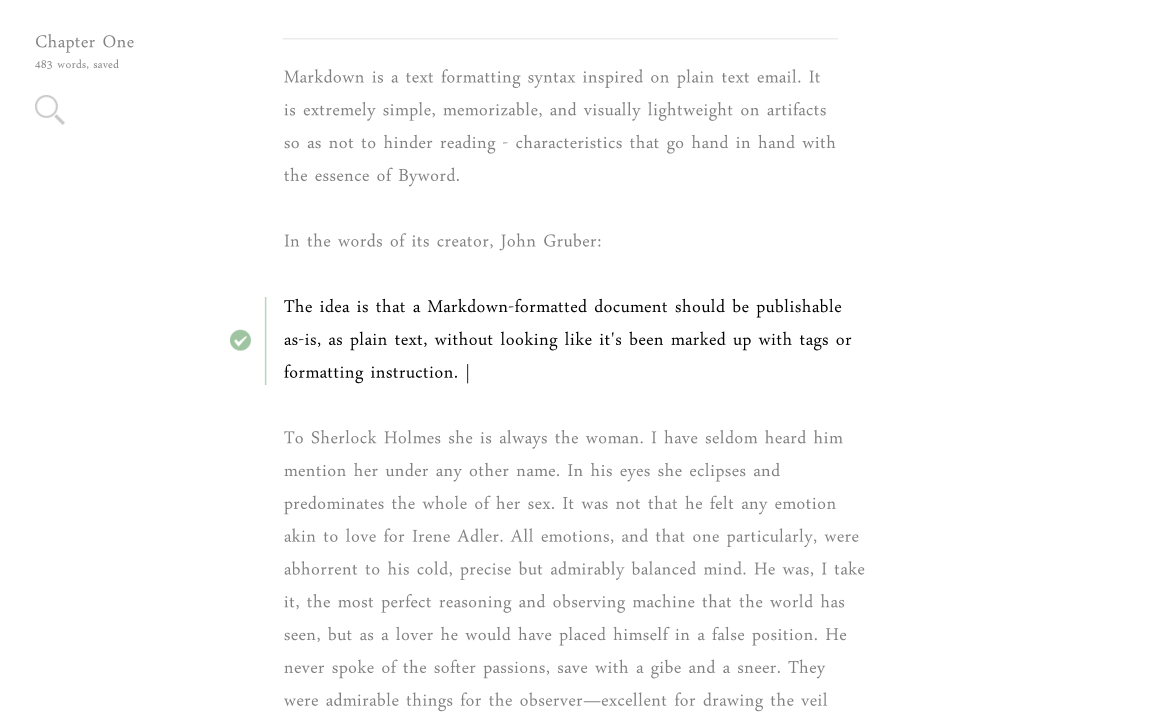 Chapter One
483 words, saved
Markdown is a text formatting syntax inspired on plain text email. It
is extremely simple, memorizable, and visually lightweight on artifacts
so as not to hinder reading - characteristics that go hand in hand with
the essence of Byword.
In the words of its creator, John Gruber:
The idea is that a Markdown-formatted document should be publishable
as-is, as plain text, without looking like it's been marked up with tags or
formatting instruction.
To Sherlock Holmes she is always the woman. I have seldom heard him
mention her under any other name. In his eyes she eclipses and
predominates the whole of her sex. It was not that he felt any emotion
akin to love for Irene Adler. All emotions, and that one particularly, were
abhorrent to his cold, precise but admirably balanced mind. He was, I take
it, the most perfect reasoning and observing machine that the world has
seen, but as a lover he would have placed himself in a false position. He
never spoke of the softer passions, save with a gibe and a sneer. They
were admirable things for the observer—excellent for drawing the veil